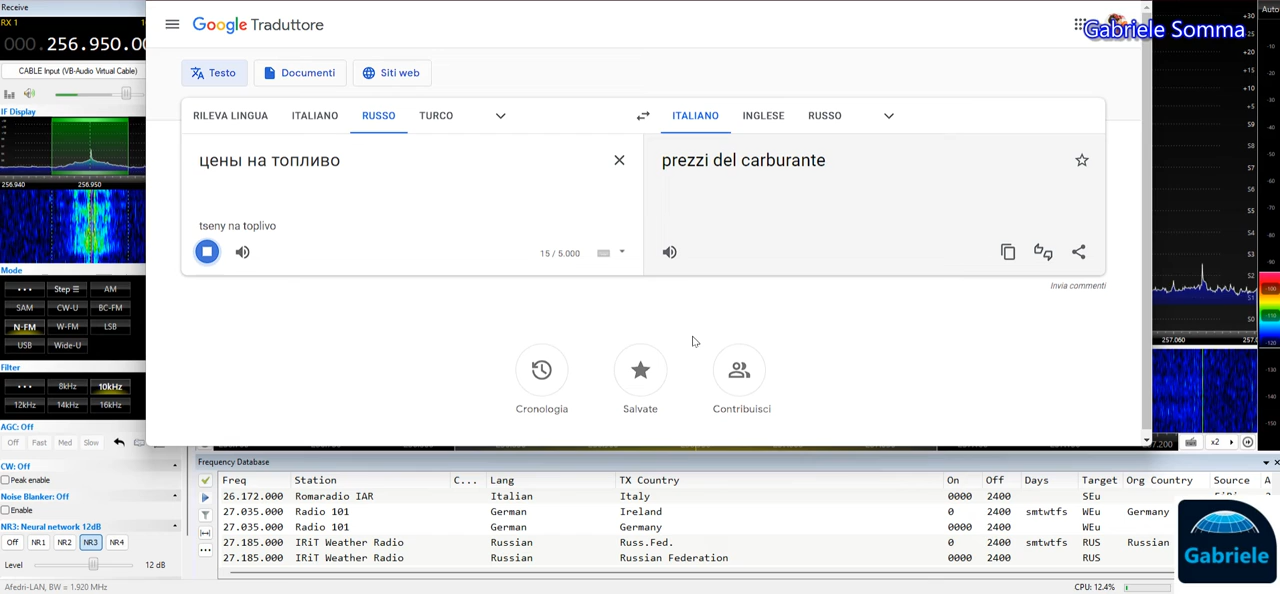 Receive
RX 1
000.256.950.00
CABLE Input (VB-Audio Virtual Cable)
IF Display
256.940
256.950
Mode
Step
AM
SAM
CW-U
BC-FM
N-FM
W-FM
LSB
USB
Wide-U
Filter
8kHz
10kHz
12kHz
14kHz
16kHz
AGC: Off
Off
Fast
Med
Slow
CW: Off
Peak enable
Noise Blanker: Off
Enable
NR3: Neural network 12dB
Off
NR1
NR2
NR3
NR4
Level
12 dB
Afedri-LAN, BW = 1.920 MHz
Google Traduttore
Testo
Documenti
Siti web
RILEVA LINGUA
ITALIANO
RUSSO
TURCO
ITALIANO
INGLESE
RUSSO
цены на топливо
tseny na toplivo
15 / 5.000
prezzi del carburante
Invia commenti
Cronologia
Salvate
Contribuisci
Gabriele Somma
Auto
257.060
x2
Frequency Database
Freq Station C... Lang TX Country On Off Days Target Org Country Source A
26.172.000 Romaradio IAR Italian Italy 0000 2400 SEu
27.035.000 Radio 101 German Ireland 0 2400 smtwtfs WEu Germany
27.035.000 Radio 101 German Germany 0000 2400 WEu
27.185.000 IRiT Weather Radio Russian Russ.Fed. 0 2400 smtwtfs RUS Russian
27.185.000 IRiT Weather Radio Russian Russian Federation 0000 2400 RUS
CPU: 12.4%
Gabriele